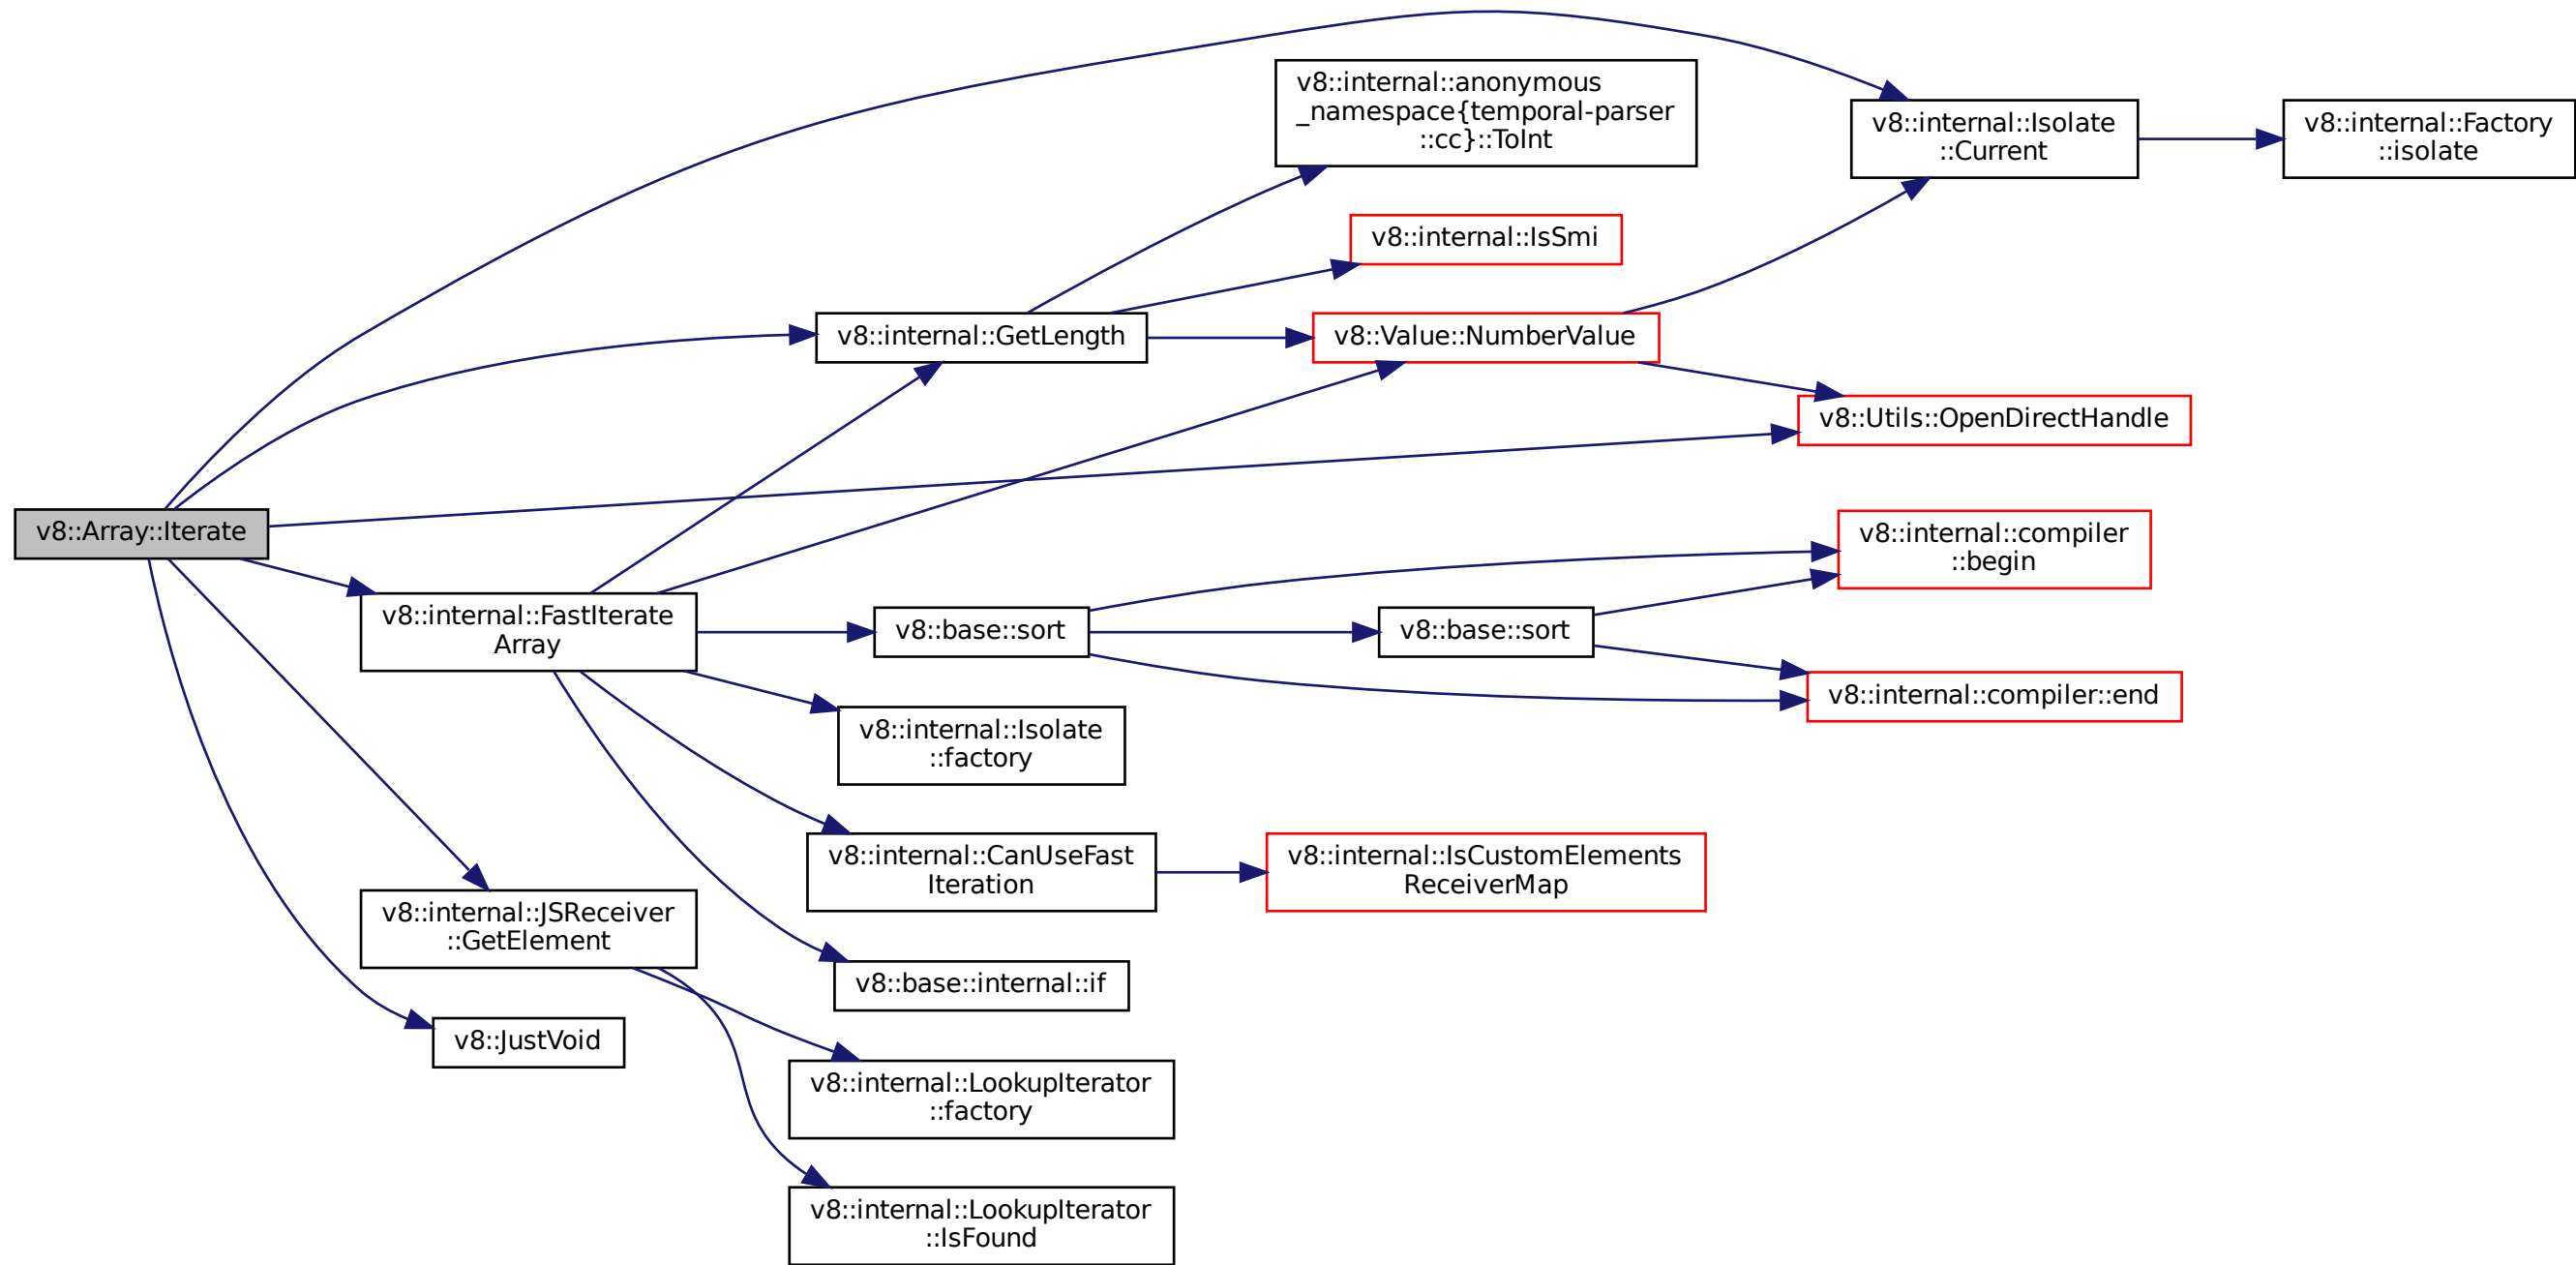 v8::internal::anonymous
_namespace{temporal-parser
::cc}::ToInt
v8::internal::Isolate
::Current
v8::internal::Factory
::isolate
v8::internal::IsSmi
v8::internal::GetLength
v8::Value::NumberValue
v8::Utils::OpenDirectHandle
v8::Array::Iterate
v8::internal::compiler
::begin
v8::internal::FastIterate
Array
v8::base::sort
v8::base::sort
v8::internal::compiler::end
v8::internal::Isolate
::factory
v8::internal::CanUseFast
Iteration
v8::internal::IsCustomElements
ReceiverMap
v8::internal::JSReceiver
::GetElement
v8::base::internal::if
v8::JustVoid
v8::internal::LookupIterator
::factory
v8::internal::LookupIterator
::IsFound